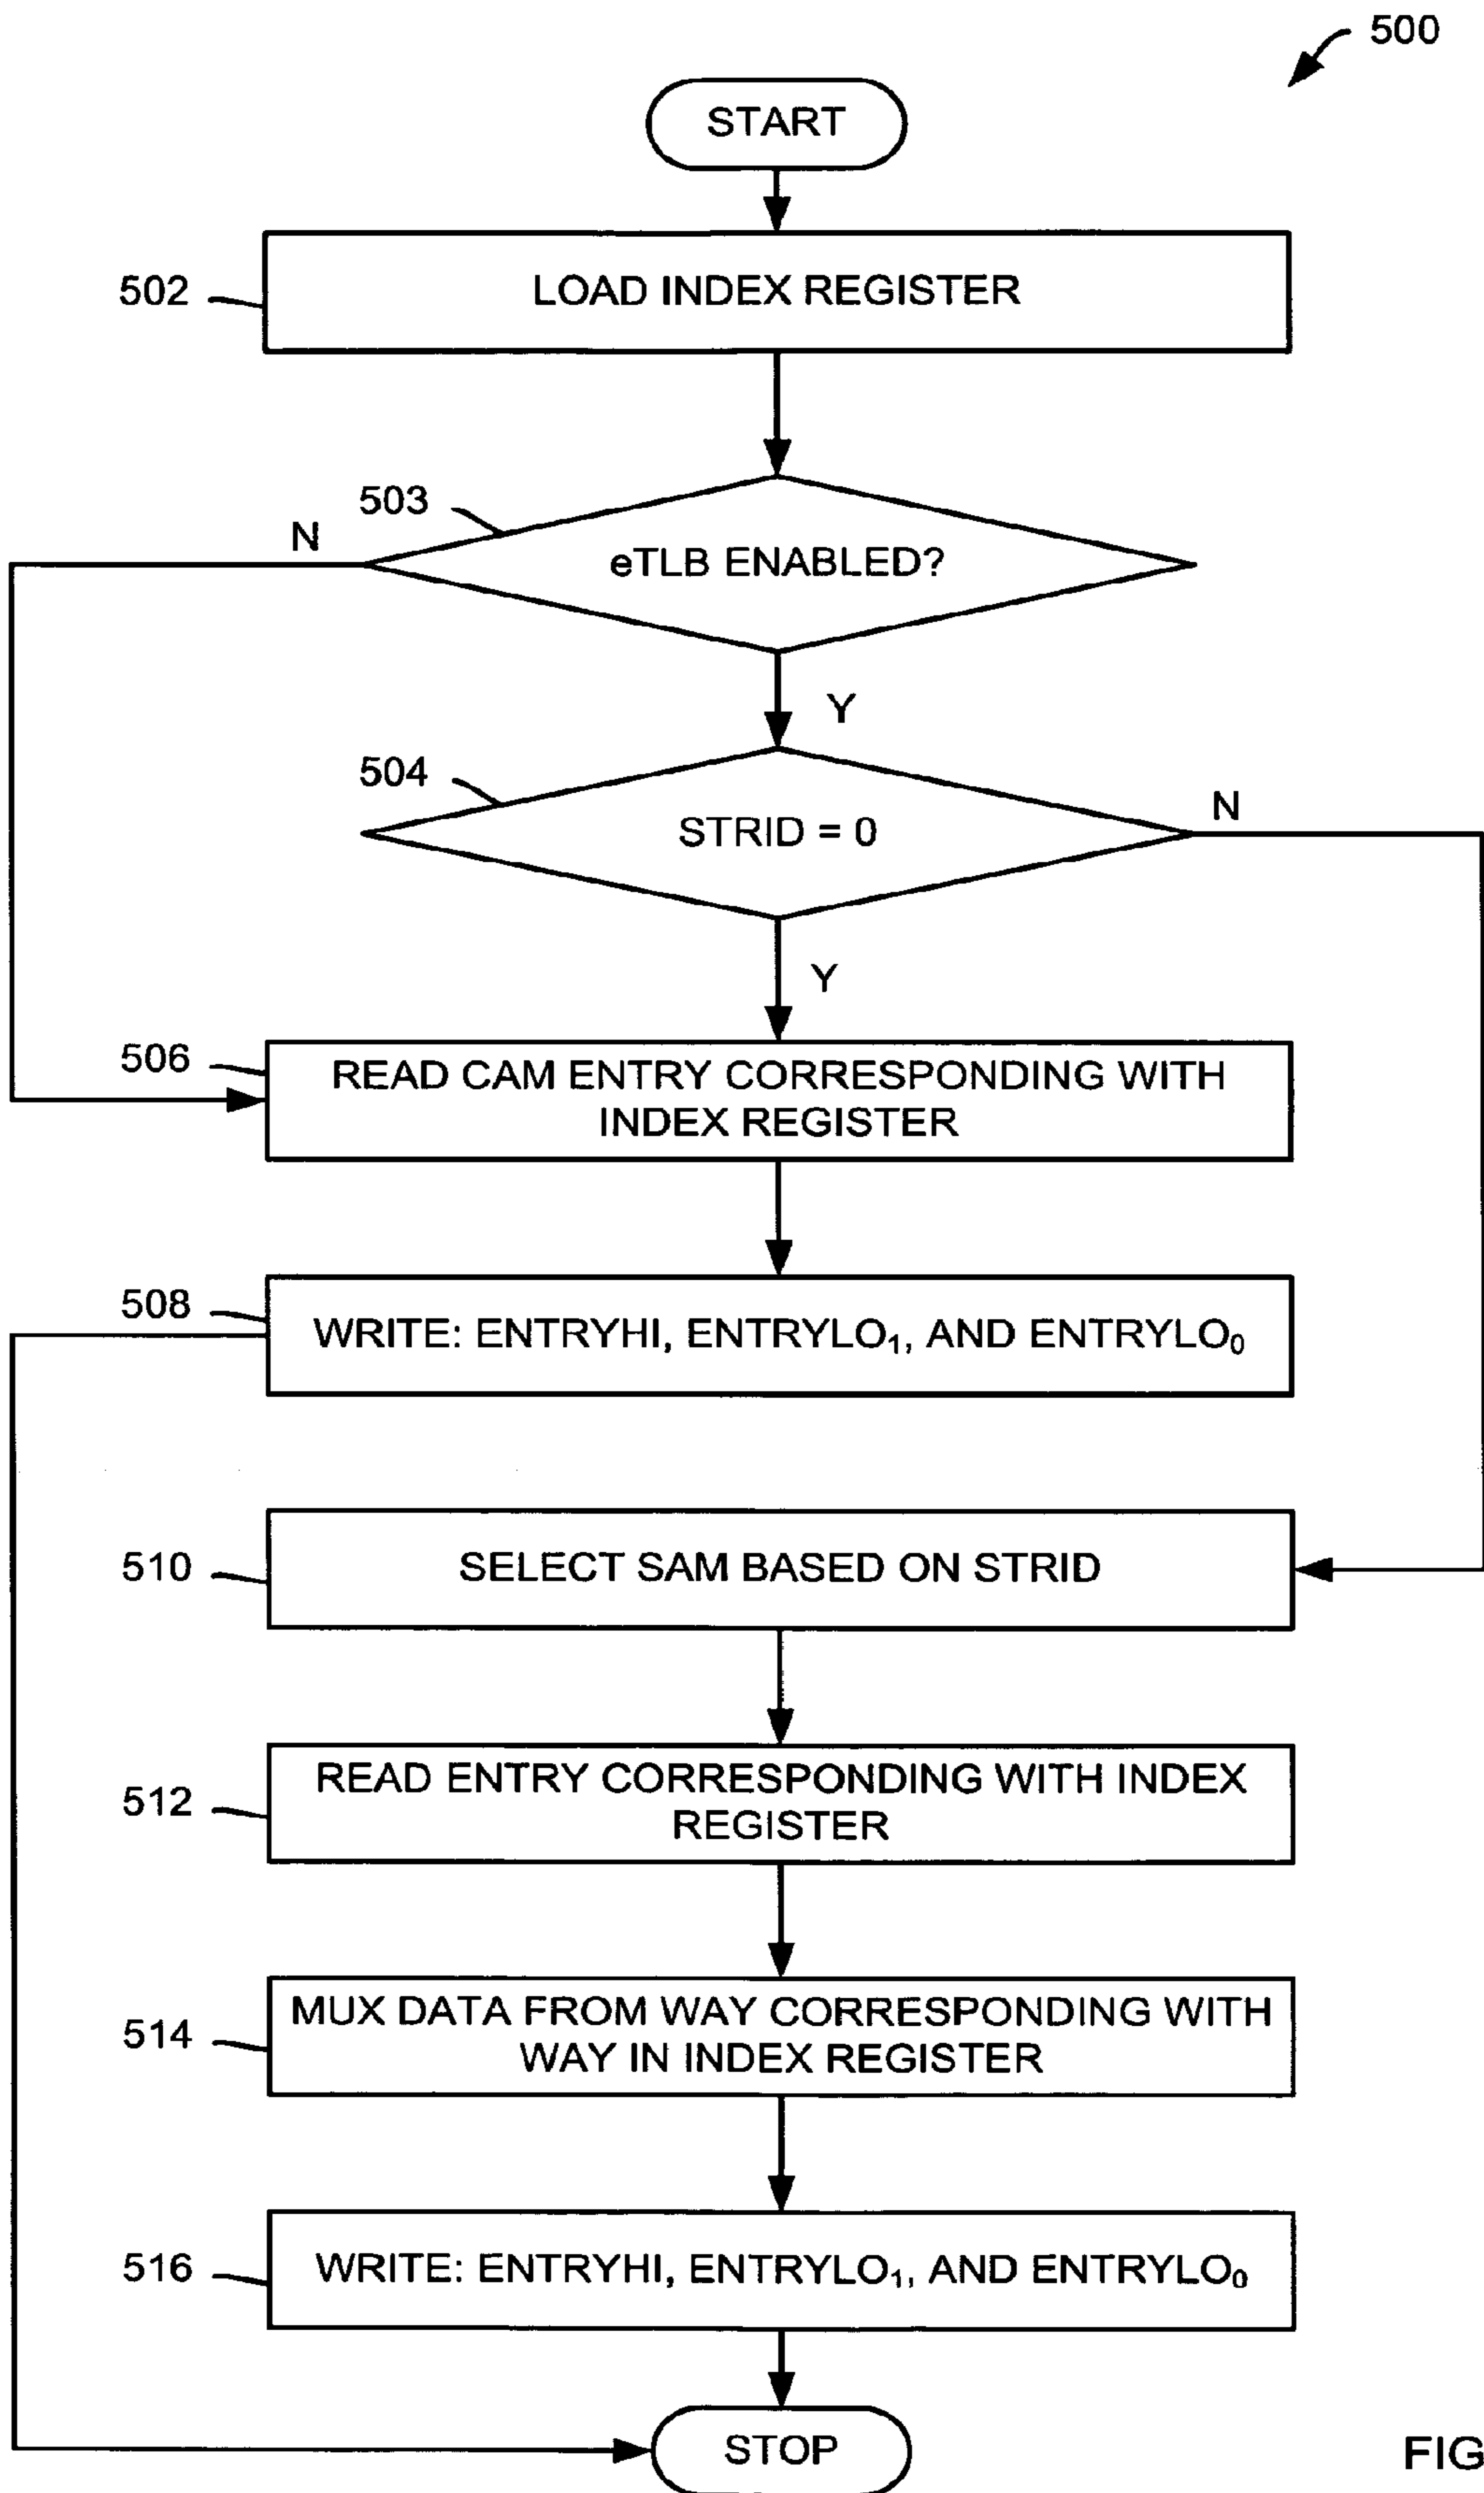 500
START
502
LOAD INDEX REGISTER
503
N
eTLB ENABLED?
Y
504
N
STRID = 0
Y
506
READ CAM ENTRY CORRESPONDING WITH
INDEX REGISTER
508
WRITE: ENTRYHI, ENTRYLO₁, AND ENTRYLO₀
510
SELECT SAM BASED ON STRID
512
READ ENTRY CORRESPONDING WITH INDEX
REGISTER
514
MUX DATA FROM WAY CORRESPONDING WITH
WAY IN INDEX REGISTER
516
WRITE: ENTRYHI, ENTRYLO₁, AND ENTRYLO₀
STOP
FIG